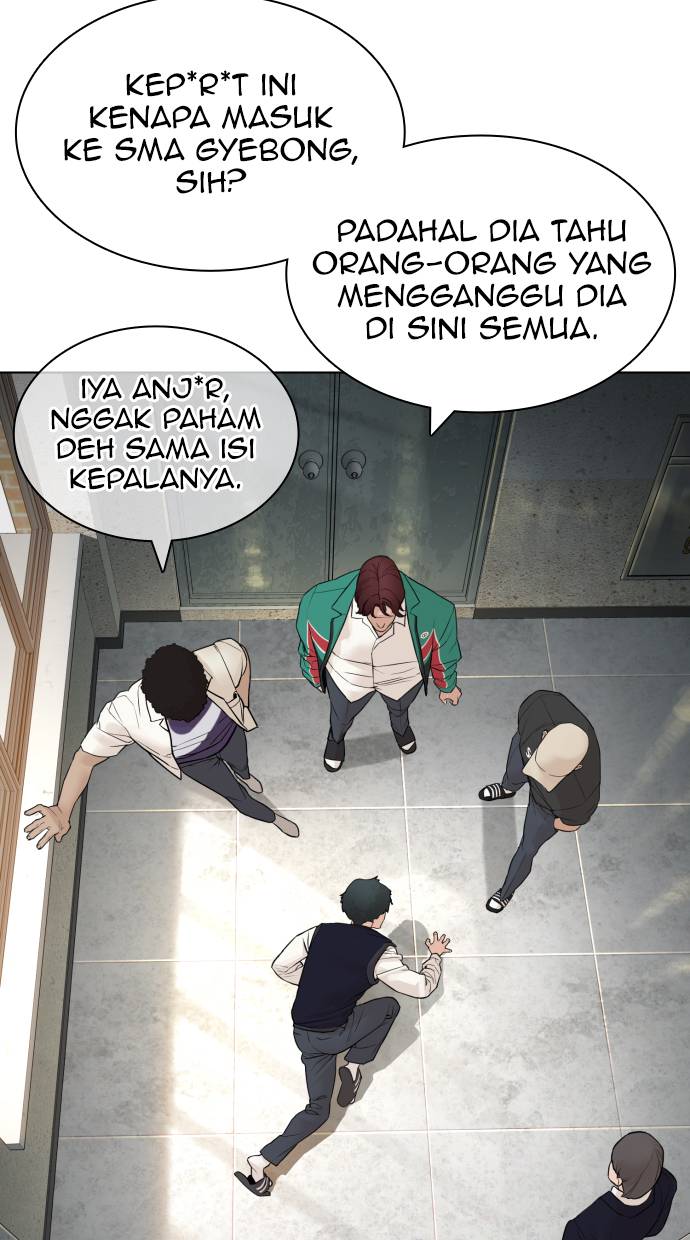 KEP*R*T INI
KENAPA MASUK
KE SMA GYEBONG,
SIH?
PADAHAL DIA TAHU
ORANG-ORANG YANG
MENGGANGGU DIA
DI SINI SEMUA.
IYA ANJ*R,
NGGAK PAHAM
DEH SAMA ISI
KEPALANYA.